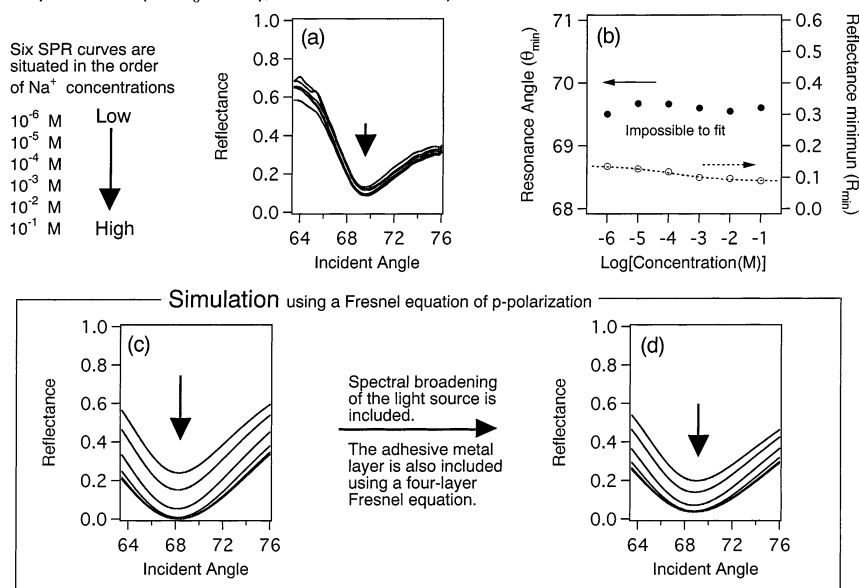 Six SPR curves are
situated in the order
of Na⁺ concentrations
10⁻⁶ M
Low
10⁻⁵ M
10⁻⁴ M
10⁻³ M
10⁻² M
10⁻¹ M
High
(a)
Reflectance
1.0
0.8
0.6
0.4
0.2
0.0
64 68 72 76
Incident Angle
(b)
Resonance Angle (θmin)
71
70
69
68
Impossible to fit
0.6
0.5
0.4
0.3
0.2
0.1
0.0
Reflectance minimun (Rmin)
-6 -5 -4 -3 -2 -1
Log[Concentration(M)]
Simulation using a Fresnel equation of p-polarization
(c)
Reflectance
1.0
0.8
0.6
0.4
0.2
0.0
64 68 72 76
Incident Angle
Spectral broadening
of the light source is
included.
The adhesive metal
layer is also included
using a four-layer
Fresnel equation.
(d)
Reflectance
1.0
0.8
0.6
0.4
0.2
0.0
64 68 72 76
Incident Angle